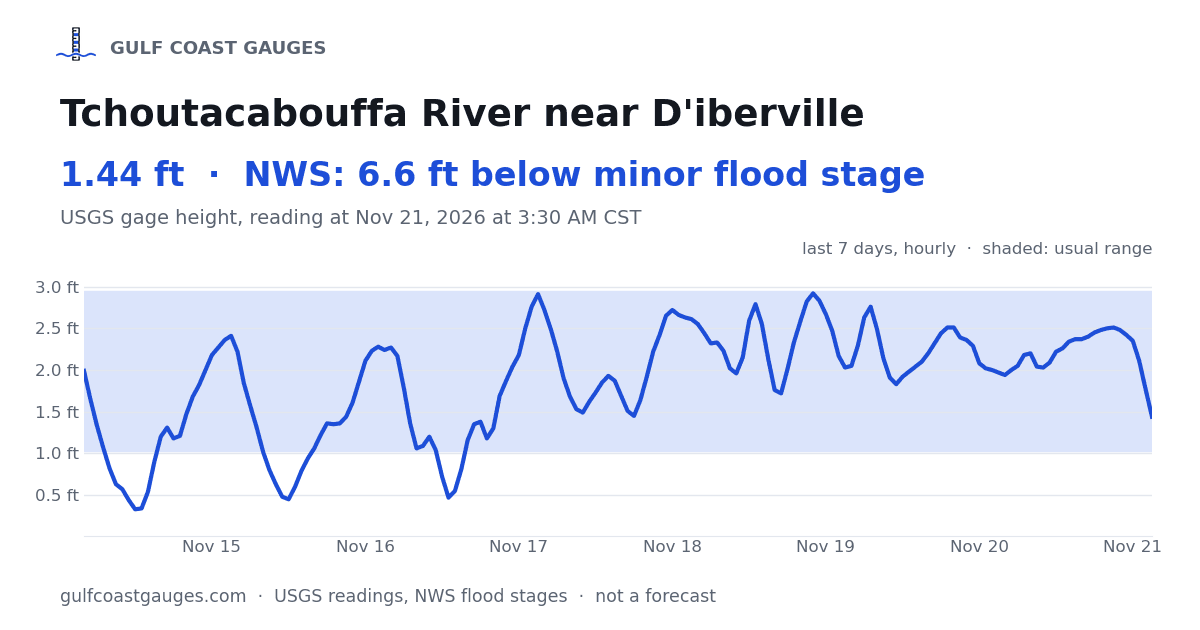 GULF COAST GAUGES
Tchoutacabouffa River near D'iberville
1.44 ft · NWS: 6.6 ft below minor flood stage
USGS gage height, reading at Nov 21, 2026 at 3:30 AM CST
last 7 days, hourly · shaded: usual range
3.0 ft
2.5 ft
2.0 ft
1.5 ft
1.0 ft
0.5 ft
Nov 15 Nov 16 Nov 17 Nov 18 Nov 19 Nov 20 Nov 21
gulfcoastgauges.com · USGS readings, NWS flood stages · not a forecast